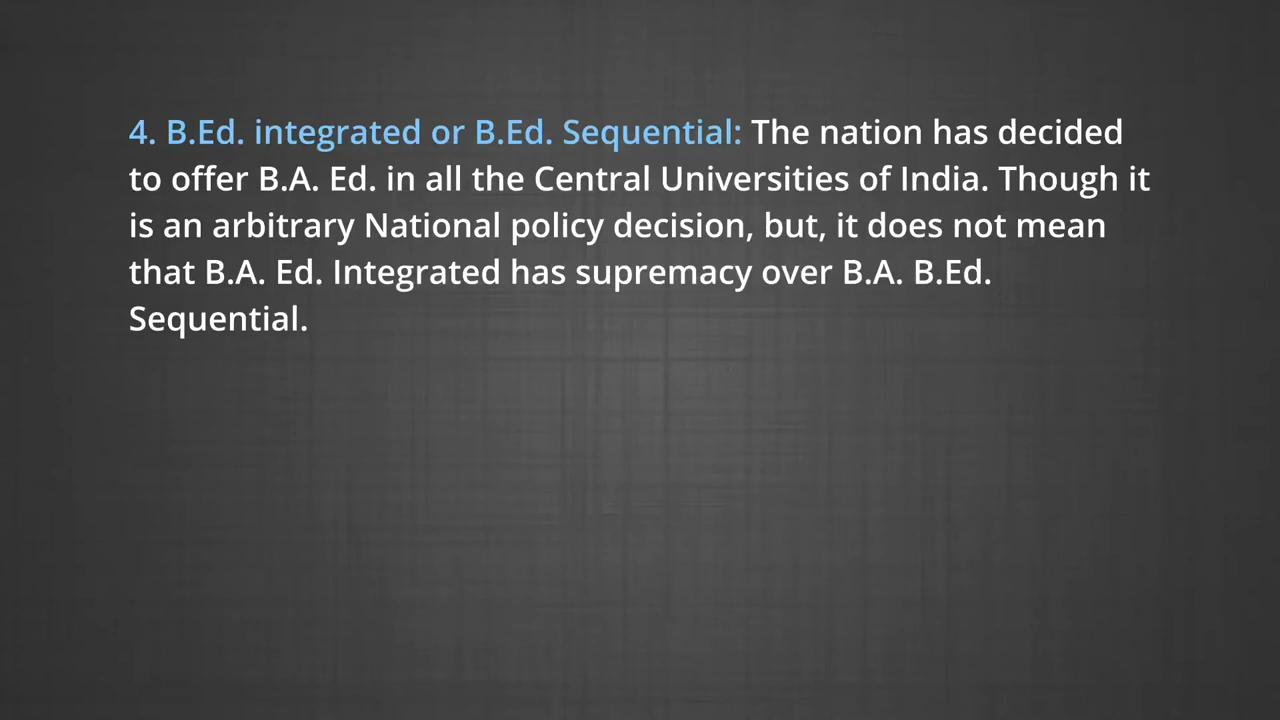 4. B.Ed. integrated or B.Ed. Sequential: The nation has decided
to offer B.A. Ed. in all the Central Universities of India. Though it
is an arbitrary National policy decision, but, it does not mean
that B.A. Ed. Integrated has supremacy over B.A. B.Ed.
Sequential.